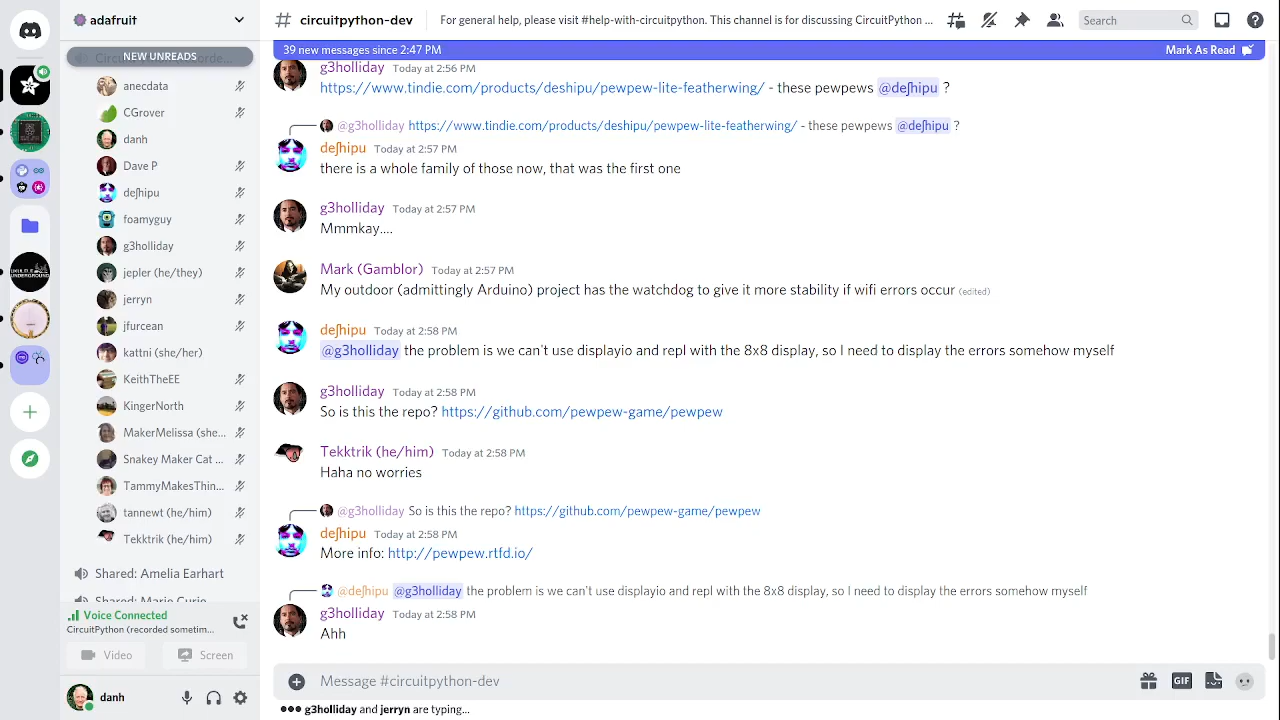 adafruit
# circuitpython-dev
For general help, please visit #help-with-circuitpython. This channel is for discussing CircuitPython ...
Search
NEW UNREADS
anecdata
CGrover
danh
Dave P
deʃhipu
foamyguy
g3holliday
jepler (he/they)
jerryn
jfurcean
kattni (she/her)
KeithTheEE
KingerNorth
MakerMelissa (she...
Snakey Maker Cat ...
TammyMakesThin...
tannewt (he/him)
Tekktrik (he/him)
Shared: Amelia Earhart
Shared: Marie Curie
Voice Connected
CircuitPython (recorded sometim...
Video
Screen
danh
39 new messages since 2:47 PM
Mark As Read
g3holliday Today at 2:56 PM
https://www.tindie.com/products/deshipu/pewpew-lite-featherwing/ - these pewpews @deʃhipu ?
@g3holliday https://www.tindie.com/products/deshipu/pewpew-lite-featherwing/ - these pewpews @deʃhipu ?
deʃhipu Today at 2:57 PM
there is a whole family of those now, that was the first one
g3holliday Today at 2:57 PM
Mmmkay....
Mark (Gamblor) Today at 2:57 PM
My outdoor (admittingly Arduino) project has the watchdog to give it more stability if wifi errors occur (edited)
deʃhipu Today at 2:58 PM
@g3holliday the problem is we can't use displayio and repl with the 8x8 display, so I need to display the errors somehow myself
g3holliday Today at 2:58 PM
So is this the repo? https://github.com/pewpew-game/pewpew
Tekktrik (he/him) Today at 2:58 PM
Haha no worries
@g3holliday So is this the repo? https://github.com/pewpew-game/pewpew
deʃhipu Today at 2:58 PM
More info: http://pewpew.rtfd.io/
@deʃhipu @g3holliday the problem is we can't use displayio and repl with the 8x8 display, so I need to display the errors somehow myself
g3holliday Today at 2:58 PM
Ahh
Message #circuitpython-dev
GIF
g3holliday and jerryn are typing...